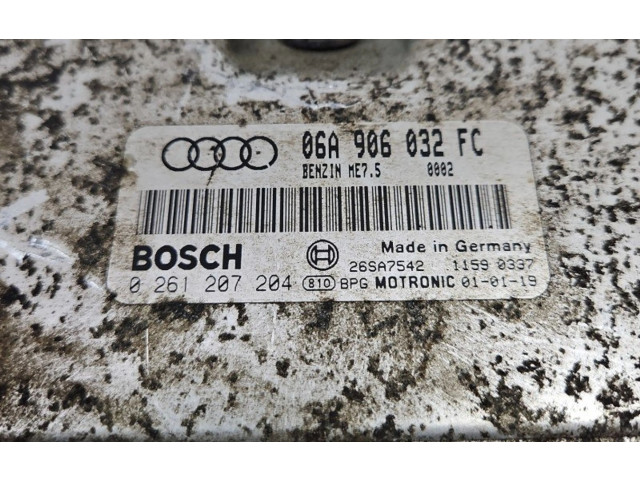 06A 906 032 FC
BENZIN ME7.5 0002
BOSCH
Made in Germany
26SA7542 1159 0337
0 261 207 204 810 BPG MOTRONIC 01-01-19